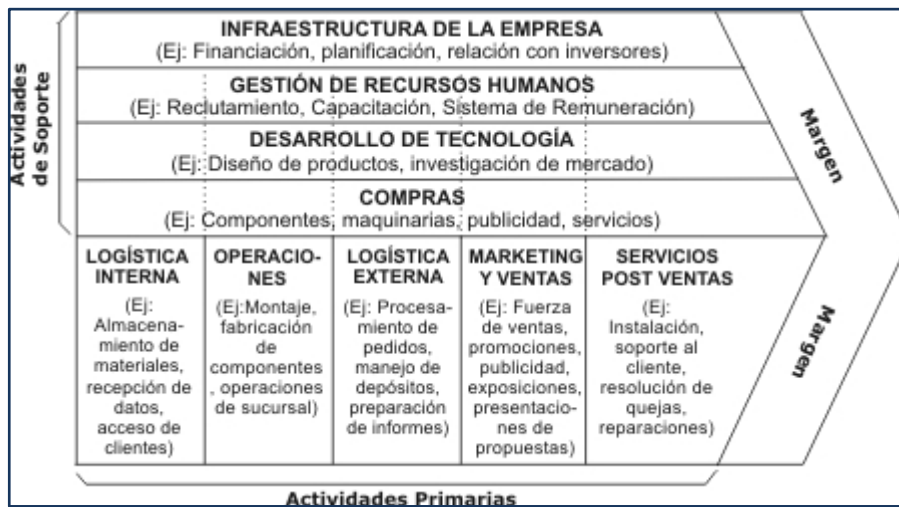 Actividades
de Soporte
INFRAESTRUCTURA DE LA EMPRESA
(Ej: Financiación, planificación, relación con inversores)
GESTIÓN DE RECURSOS HUMANOS
(Ej: Reclutamiento, Capacitación, Sistema de Remuneración)
DESARROLLO DE TECNOLOGÍA
(Ej: Diseño de productos, investigación de mercado)
COMPRAS
(Ej: Componentes, maquinarias, publicidad, servicios)
Margen
LOGÍSTICA
INTERNA
(Ej:
Almacena-
miento de
materiales,
recepción de
datos,
acceso de
clientes)
OPERACIO-
NES
(Ej:Montaje,
fabricación
de
componentes
, operaciones
de sucursal)
LOGÍSTICA
EXTERNA
(Ej: Procesa-
miento de
pedidos,
manejo de
depósitos,
preparación
de informes)
MARKETING
Y VENTAS
(Ej: Fuerza
de ventas,
promociones,
publicidad,
exposiciones,
presentacio-
nes de
propuestas)
SERVICIOS
POST VENTAS
(Ej:
Instalación,
soporte al
cliente,
resolución de
quejas,
reparaciones)
Margen
Actividades Primarias